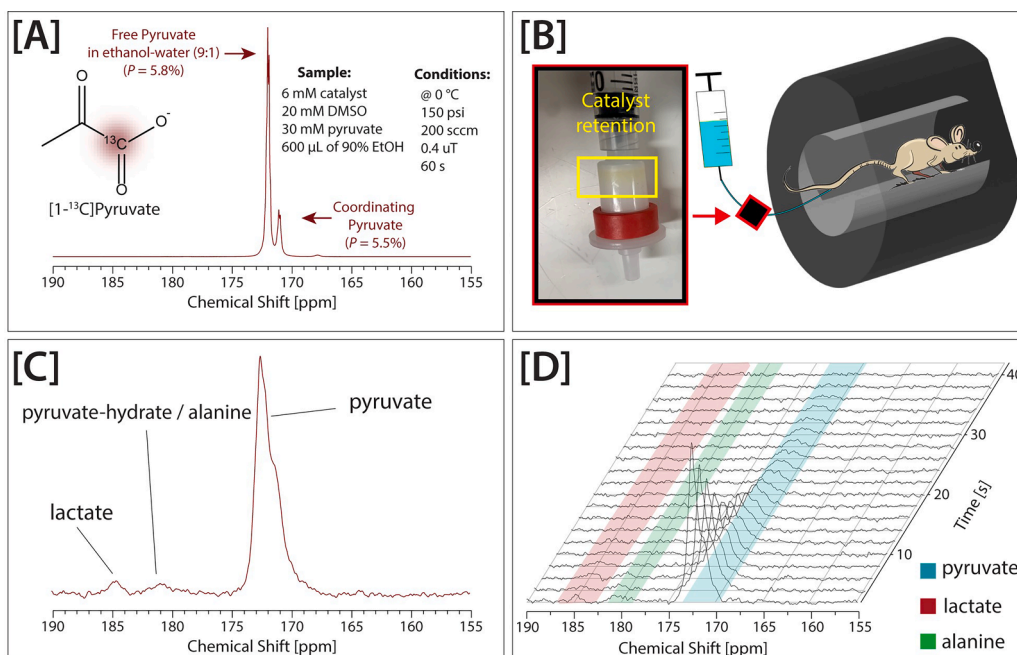 [A]
Free Pyruvate
in ethanol-water (9:1)
(P = 5.8%)
Sample:
6 mM catalyst
20 mM DMSO
30 mM pyruvate
600 µL of 90% EtOH
Conditions:
@ 0 °C
150 psi
200 sccm
0.4 uT
60 s
O
O-
13C
O
[1-13C]Pyruvate
Coordinating
Pyruvate
(P = 5.5%)
190 185 180 175 170 165 160 155
Chemical Shift [ppm]
[B]
0
Catalyst
retention
[C]
pyruvate-hydrate / alanine
pyruvate
lactate
190 185 180 175 170 165 160 155
Chemical Shift [ppm]
[D]
40
30
20
10
Time [s]
pyruvate
lactate
alanine
190 185 180 175 170 165 160 155
Chemical Shift [ppm]